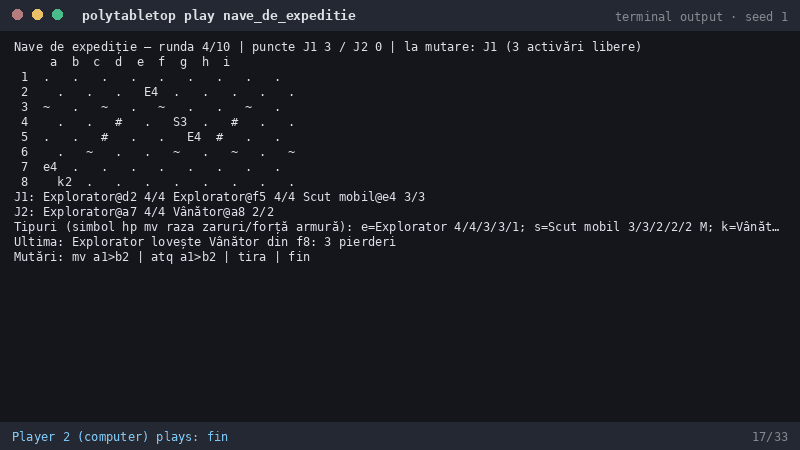 polytabletop play nave_de_expeditie
terminal output · seed 1
Nave de expediție — runda 4/10 | puncte J1 3 / J2 0 | la mutare: J1 (3 activări libere)
a b c d e f g h i
1 . . . . . . . . .
2 . . . E4 . . . . .
3 ~ . ~ . ~ . . ~ .
4 . . # . S3 . # . .
5 . . # . . E4 # . .
6 . ~ . . ~ . ~ . ~
7 e4 . . . . . . . .
8 k2 . . . . . . . .
J1: Explorator@d2 4/4 Explorator@f5 4/4 Scut mobil@e4 3/3
J2: Explorator@a7 4/4 Vânător@a8 2/2
Tipuri (simbol hp mv raza zaruri/forță armură): e=Explorator 4/4/3/3/1; s=Scut mobil 3/3/2/2/2 M; k=Vânăt…
Ultima: Explorator lovește Vânător din f8: 3 pierderi
Mutări: mv a1>b2 | atq a1>b2 | tira | fin
Player 2 (computer) plays: fin
17/33